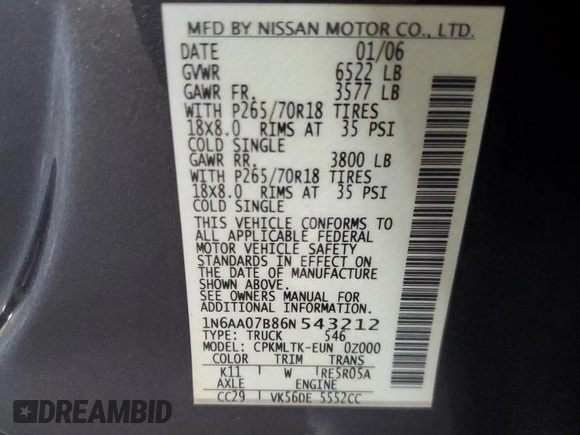 MFD BY NISSAN MOTOR CO., LTD.
DATE 01/06
GVWR 6522 LB
GAWR FR. 3577 LB
WITH P265/70R18 TIRES
18X8.0 RIMS AT 35 PSI
COLD SINGLE
GAWR RR. 3800 LB
WITH P265/70R18 TIRES
18X8.0 RIMS AT 35 PSI
COLD SINGLE
THIS VEHICLE CONFORMS TO
ALL APPLICABLE FEDERAL
MOTOR VEHICLE SAFETY
STANDARDS IN EFFECT ON
THE DATE OF MANUFACTURE
SHOWN ABOVE.
SEE OWNERS MANUAL FOR
ADDITIONAL INFORMATION.
1N6AA07B86N543212
TYPE: TRUCK 546
MODEL: CPKMLTK-EUN 0Z000
COLOR TRIM TRANS
K11 W RE5R05A
AXLE ENGINE
CC29 VK56DE 5552CC
DREAMBID